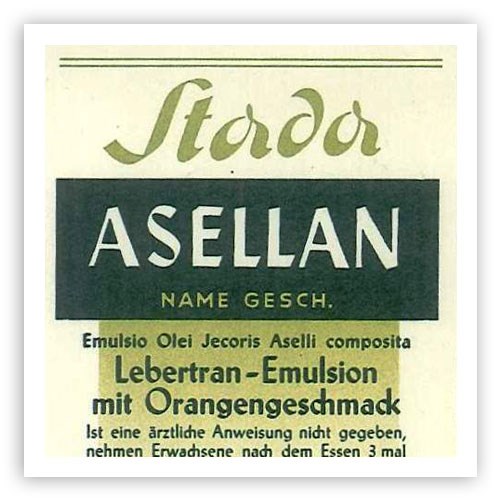 Stada
ASELLAN
NAME GESCH.
Emulsio Olei Jecoris Aselli composita
Lebertran-Emulsion
mit Orangengeschmack
Ist eine ärztliche Anweisung nicht gegeben,
nehmen Erwachsene nach dem Essen 3 mal